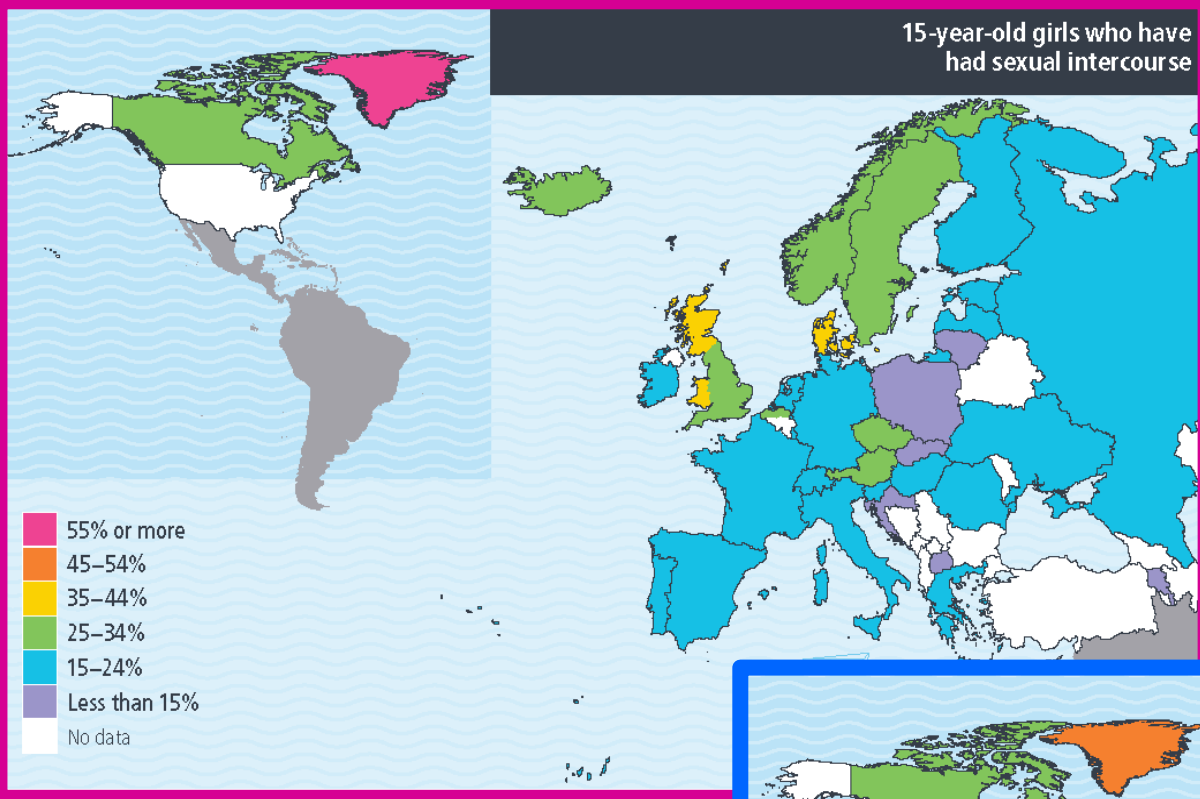 15-year-old girls who have
had sexual intercourse
55% or more
45–54%
35–44%
25–34%
15–24%
Less than 15%
No data